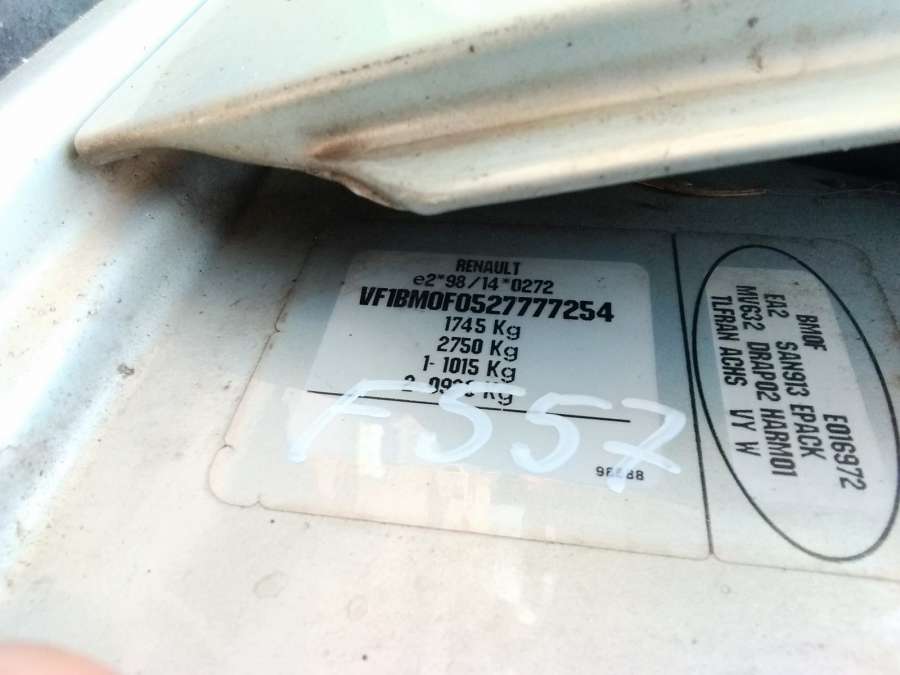 RENAULT
e2*98/14*0272
VF1BM0F0527777254
1745 Kg
2750 Kg
1- 1015 Kg
Kg
F557
BM0F E016972
EA2 SAN913 EPACK
MVG32 DRAP02 HARM01
TLFRAN ACHS VY W